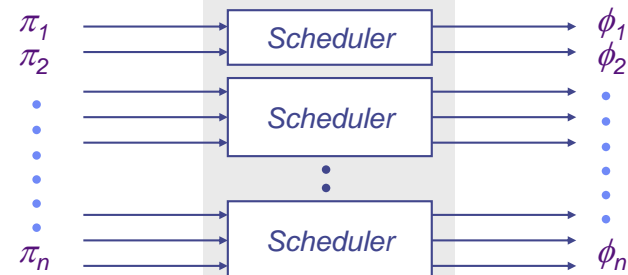 π1 Scheduler ϕ1
π2 ϕ2
Scheduler
πn Scheduler ϕn